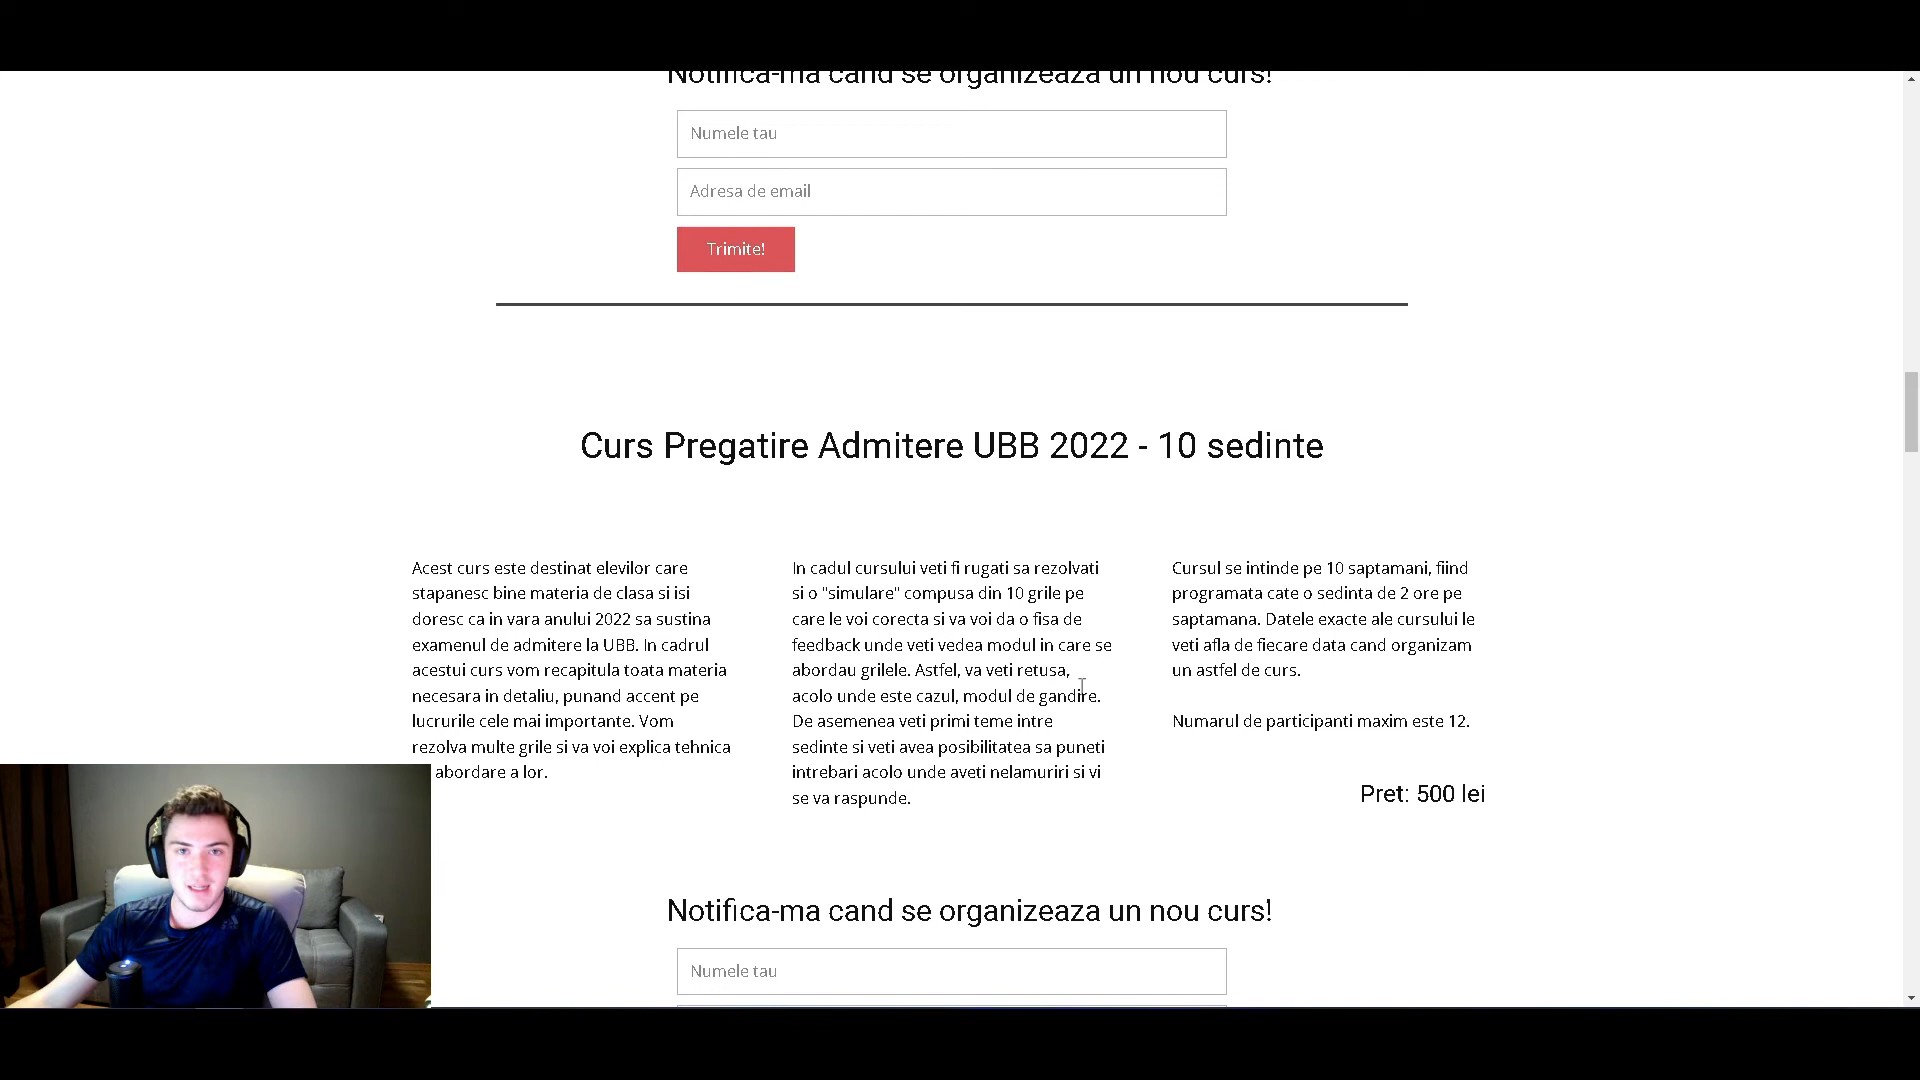 Notifica-ma cand se organizeaza un nou curs!
Numele tau
Adresa de email
Trimite!
Curs Pregatire Admitere UBB 2022 - 10 sedinte
Acest curs este destinat elevilor care
stapanesc bine materia de clasa si isi
doresc ca in vara anului 2022 sa sustina
examenul de admitere la UBB. In cadrul
acestui curs vom recapitula toata materia
necesara in detaliu, punand accent pe
lucrurile cele mai importante. Vom
rezolva multe grile si va voi explica tehnica
abordare a lor.
In cadul cursului veti fi rugati sa rezolvati
si o "simulare" compusa din 10 grile pe
care le voi corecta si va voi da o fisa de
feedback unde veti vedea modul in care se
abordau grilele. Astfel, va veti retusa,
acolo unde este cazul, modul de gandire.
De asemenea veti primi teme intre
sedinte si veti avea posibilitatea sa puneti
intrebari acolo unde aveti nelamuriri si vi
se va raspunde.
Cursul se intinde pe 10 saptamani, fiind
programata cate o sedinta de 2 ore pe
saptamana. Datele exacte ale cursului le
veti afla de fiecare data cand organizam
un astfel de curs.
Numarul de participanti maxim este 12.
Pret: 500 lei
Notifica-ma cand se organizeaza un nou curs!
Numele tau